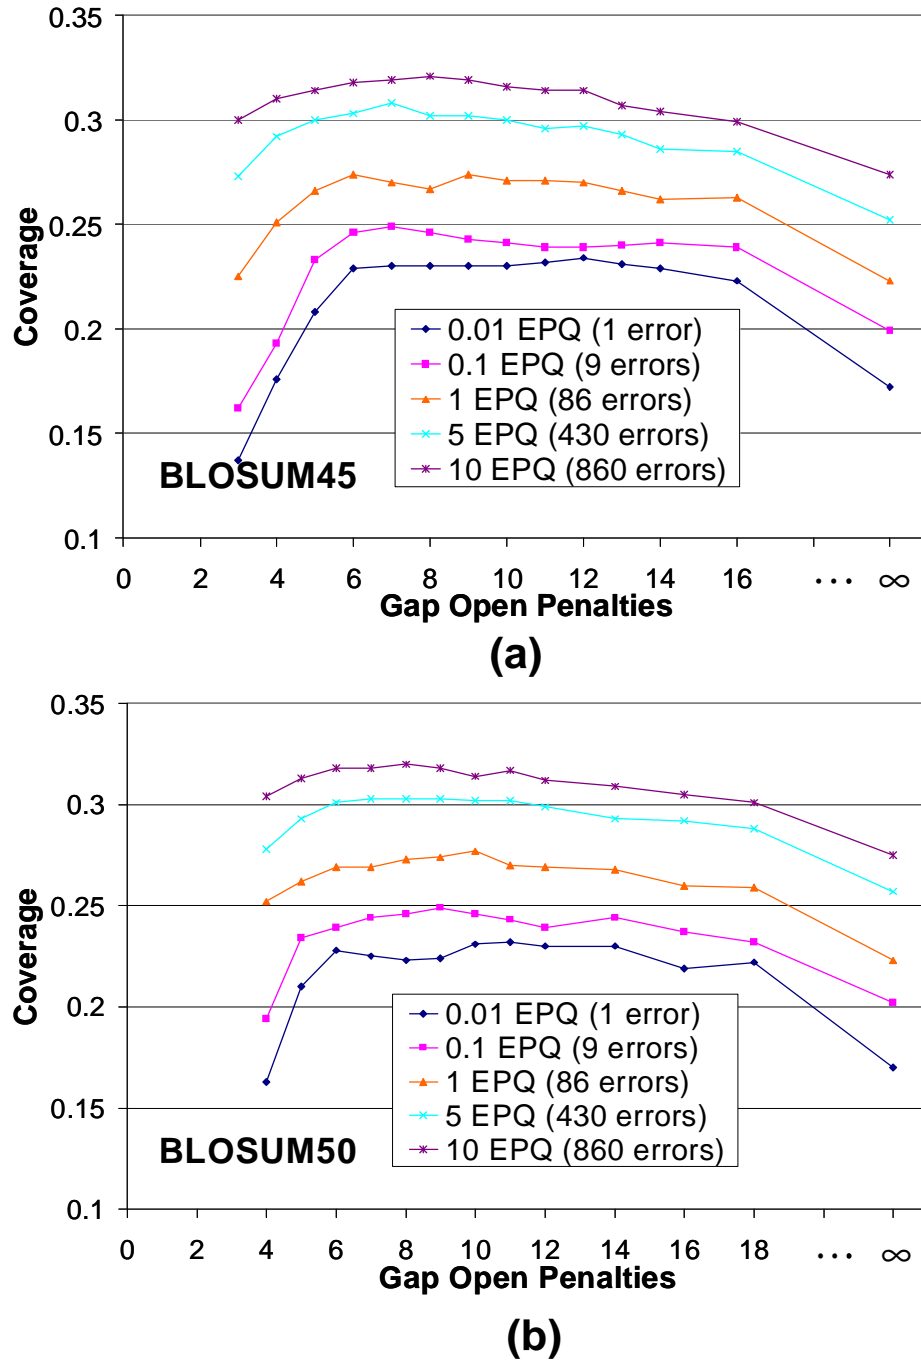 0.35
0.3
0.25
0.2
0.15
0.1
Coverage
0.01 EPQ (1 error)
0.1 EPQ (9 errors)
1 EPQ (86 errors)
5 EPQ (430 errors)
10 EPQ (860 errors)
BLOSUM45
0 2 4 6 8 10 12 14 16 ... ∞
Gap Open Penalties
(a)
0.35
0.3
0.25
0.2
0.15
0.1
Coverage
0.01 EPQ (1 error)
0.1 EPQ (9 errors)
1 EPQ (86 errors)
5 EPQ (430 errors)
10 EPQ (860 errors)
BLOSUM50
0 2 4 6 8 10 12 14 16 18 ... ∞
Gap Open Penalties
(b)